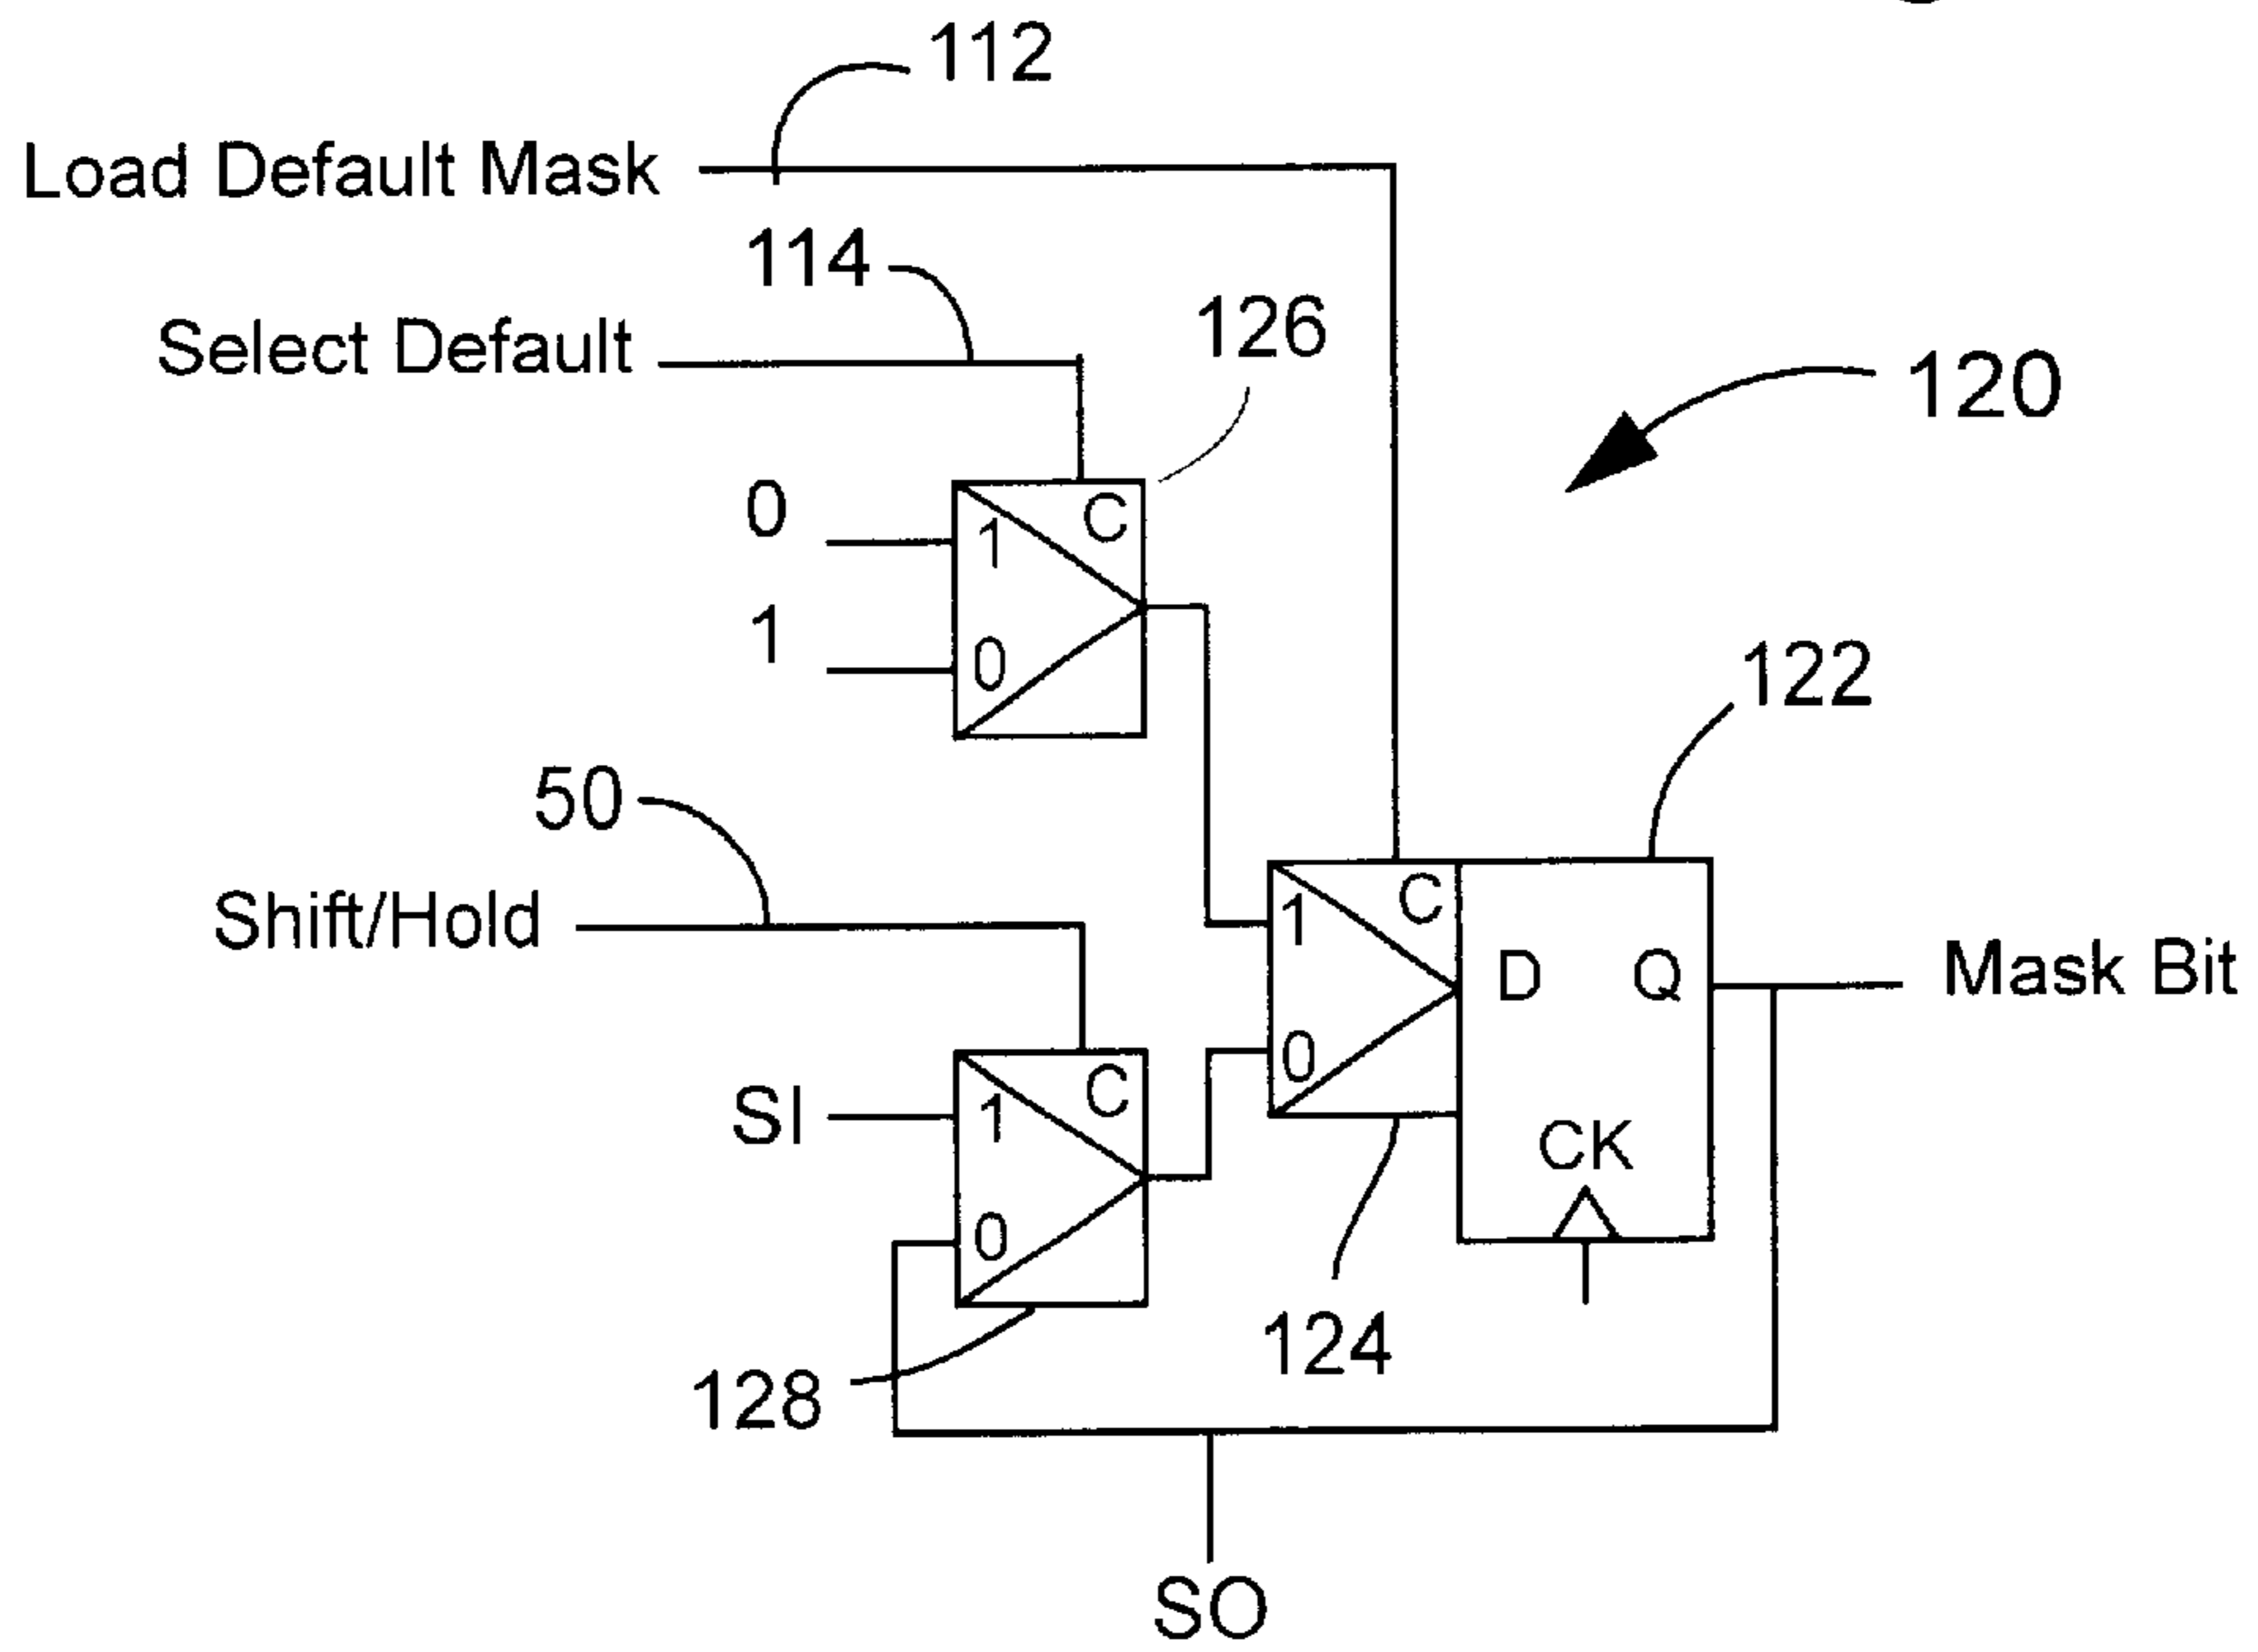 112
Load Default Mask
114
Select Default
126
120
0
1
C
1
0
122
50
Shift/Hold
1
C
0
D
Q
Mask Bit
SI
1
C
0
CK
128
124
SO